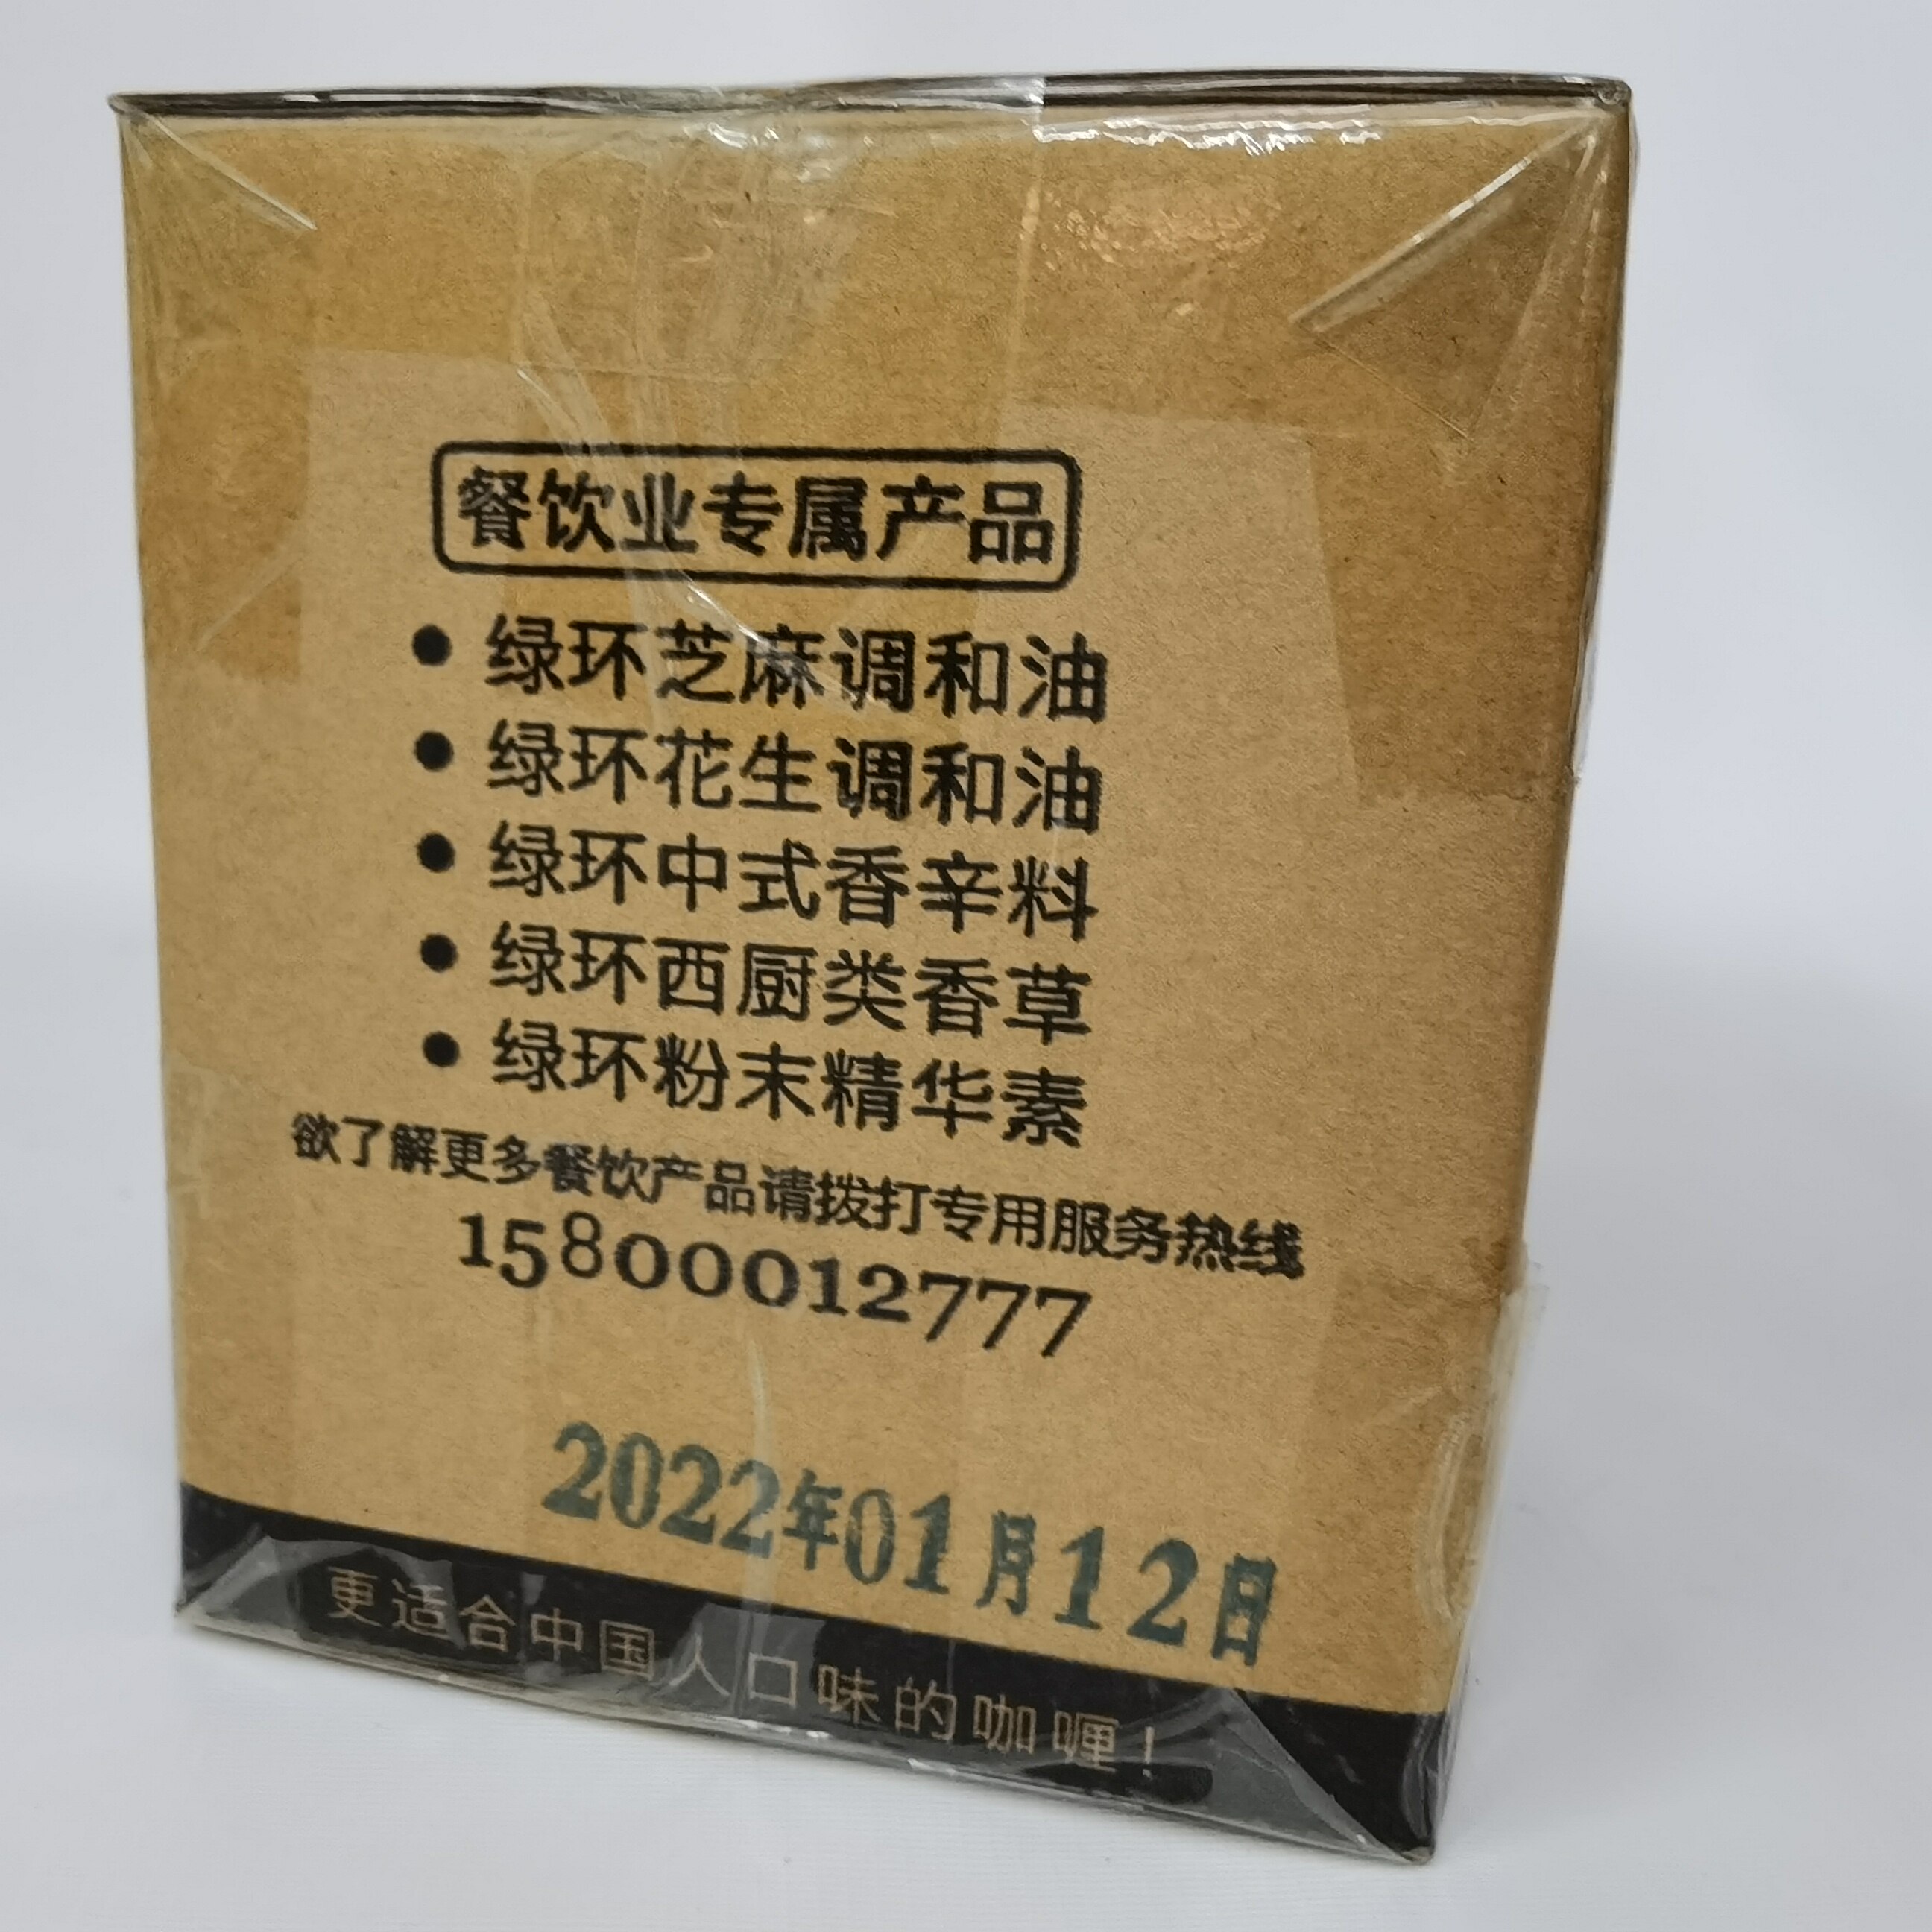 餐饮业专属产品
● 绿环芝麻调和油
● 绿环花生调和油
● 绿环中式香辛料
● 绿环西厨类香草
● 绿环粉末精华素
欲了解更多餐饮产品请拨打专用服务热线
15800012777
2022年01月12日
更适合中国人口味的咖喱！